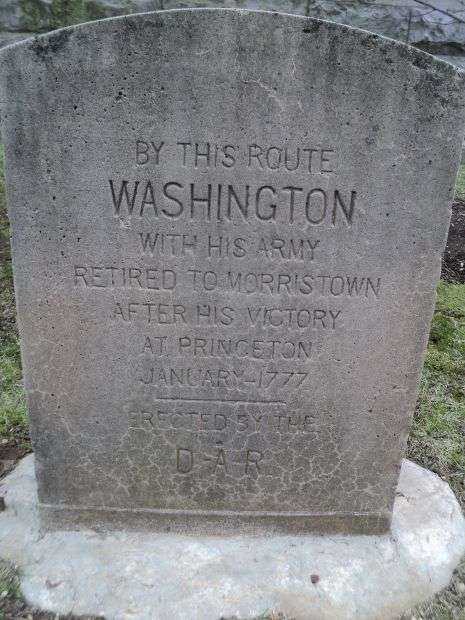 BY THIS ROUTE
WASHINGTON
WITH HIS ARMY
RETIRED TO MORRISTOWN
AFTER HIS VICTORY
AT PRINCETON
JANUARY-1777
ERECTED BY THE
D-A-R